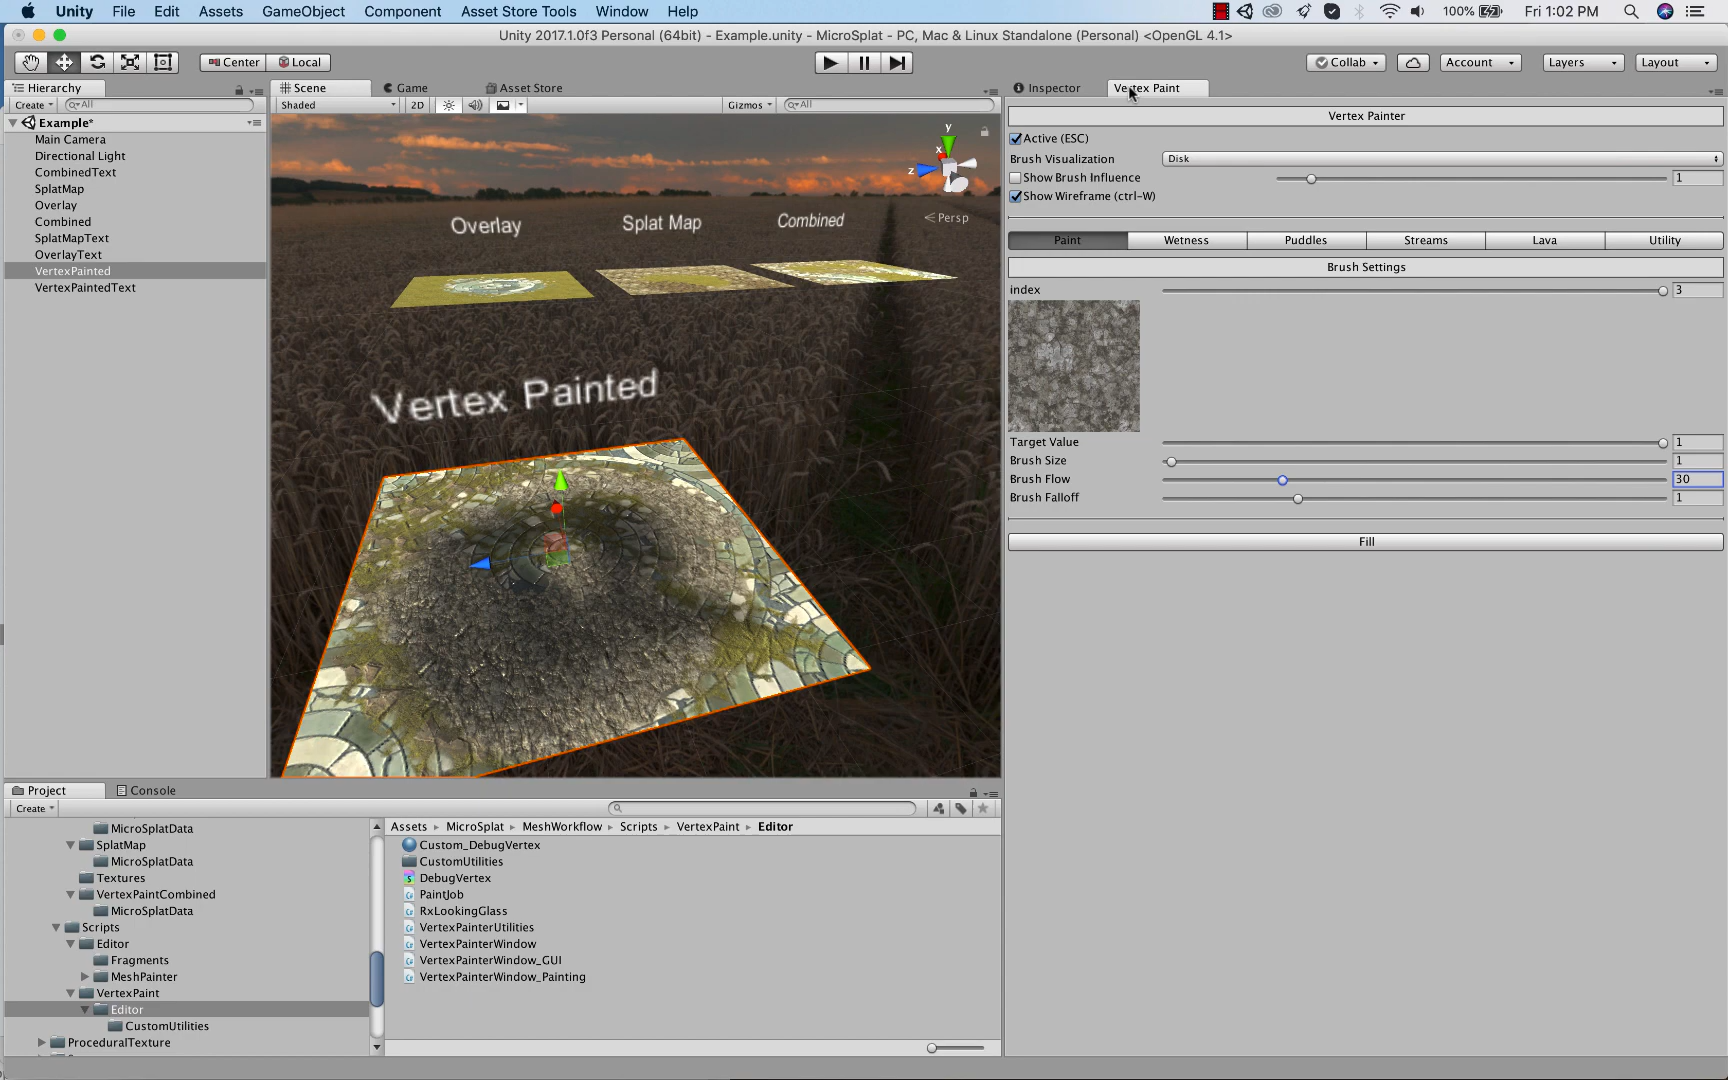 Unity File Edit Assets GameObject Component Asset Store Tools Window Help 100% Fri 1:02 PM
Unity 2017.1.0f3 Personal (64bit) - Example.unity - MicroSplat - PC, Mac & Linux Standalone (Personal) <OpenGL 4.1>
Center Local Collab Account Layers Layout
Hierarchy
Create All
Example*
Main Camera
Directional Light
CombinedText
SplatMap
Overlay
Combined
SplatMapText
OverlayText
VertexPainted
VertexPaintedText
Scene Game Asset Store
Shaded 2D Gizmos All
y
x
z
Persp
Overlay Splat Map Combined
Vertex Painted
Inspector Vertex Paint
Vertex Painter
Active (ESC)
Brush Visualization Disk
Show Brush Influence 1
Show Wireframe (ctrl-W)
Paint Wetness Puddles Streams Lava Utility
Brush Settings
index 3
Target Value 1
Brush Size 1
Brush Flow 30
Brush Falloff 1
Fill
Project Console
Create
MicroSplatData
SplatMap
MicroSplatData
Textures
VertexPaintCombined
MicroSplatData
Scripts
Editor
Fragments
MeshPainter
VertexPaint
Editor
CustomUtilities
ProceduralTexture
Assets MicroSplat MeshWorkflow Scripts VertexPaint Editor
Custom_DebugVertex
CustomUtilities
DebugVertex
PaintJob
RxLookingGlass
VertexPainterUtilities
VertexPainterWindow
VertexPainterWindow_GUI
VertexPainterWindow_Painting